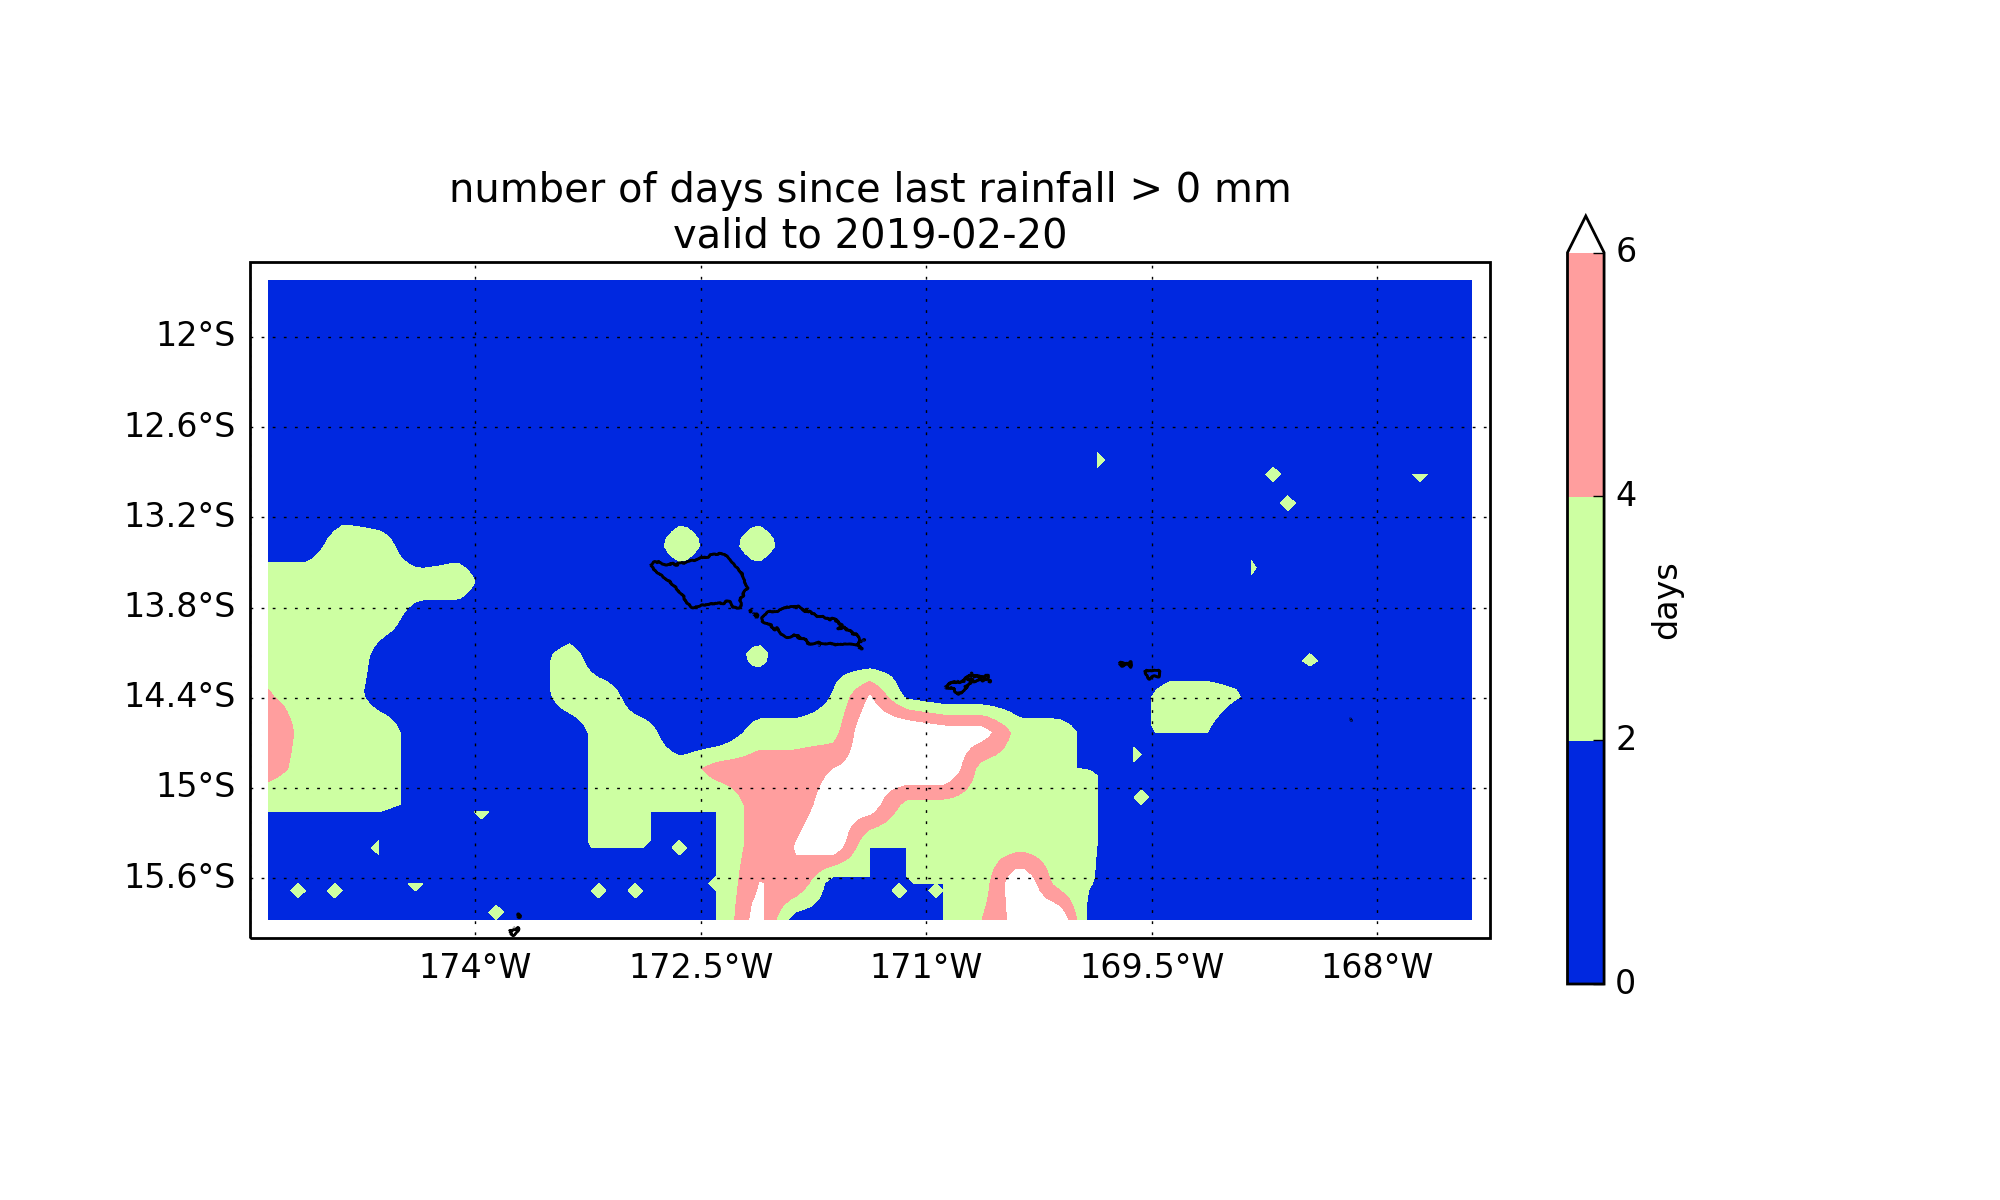 number of days since last rainfall > 0 mm
valid to 2019-02-20
12°S
12.6°S
13.2°S
13.8°S
14.4°S
15°S
15.6°S
174°W
172.5°W
171°W
169.5°W
168°W
6
4
2
0
days